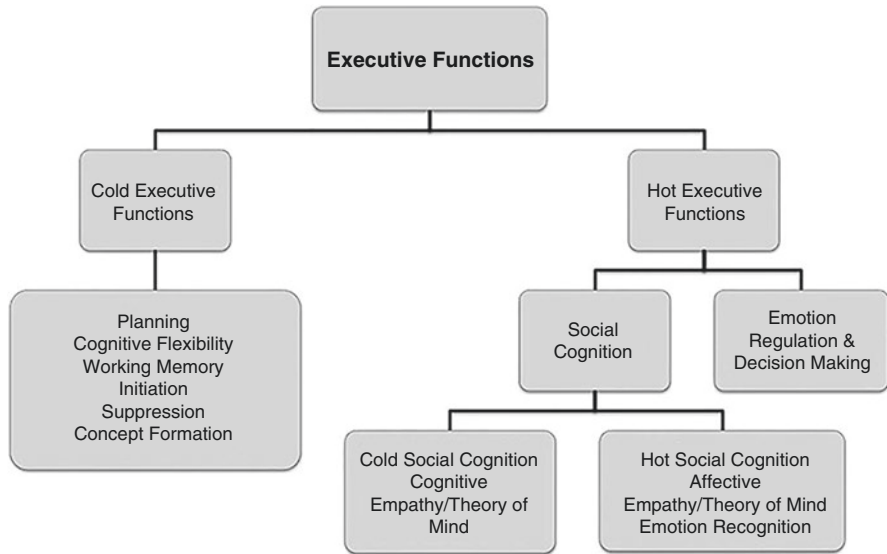 Executive Functions
Cold Executive
Functions
Hot Executive
Functions
Planning
Cognitive Flexibility
Working Memory
Initiation
Suppression
Concept Formation
Social
Cognition
Emotion
Regulation &
Decision Making
Cold Social Cognition
Cognitive
Empathy/Theory of
Mind
Hot Social Cognition
Affective
Empathy/Theory of Mind
Emotion Recognition